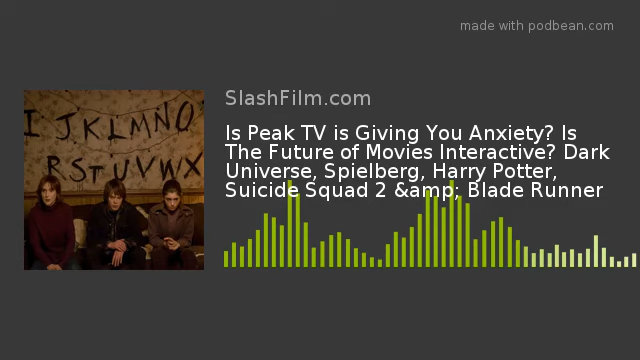 made with podbean.com
SlashFilm.com
Is Peak TV is Giving You Anxiety? Is
The Future of Movies Interactive? Dark
Universe, Spielberg, Harry Potter,
Suicide Squad 2 &amp; Blade Runner
I J K L M N O
R S T U V W X